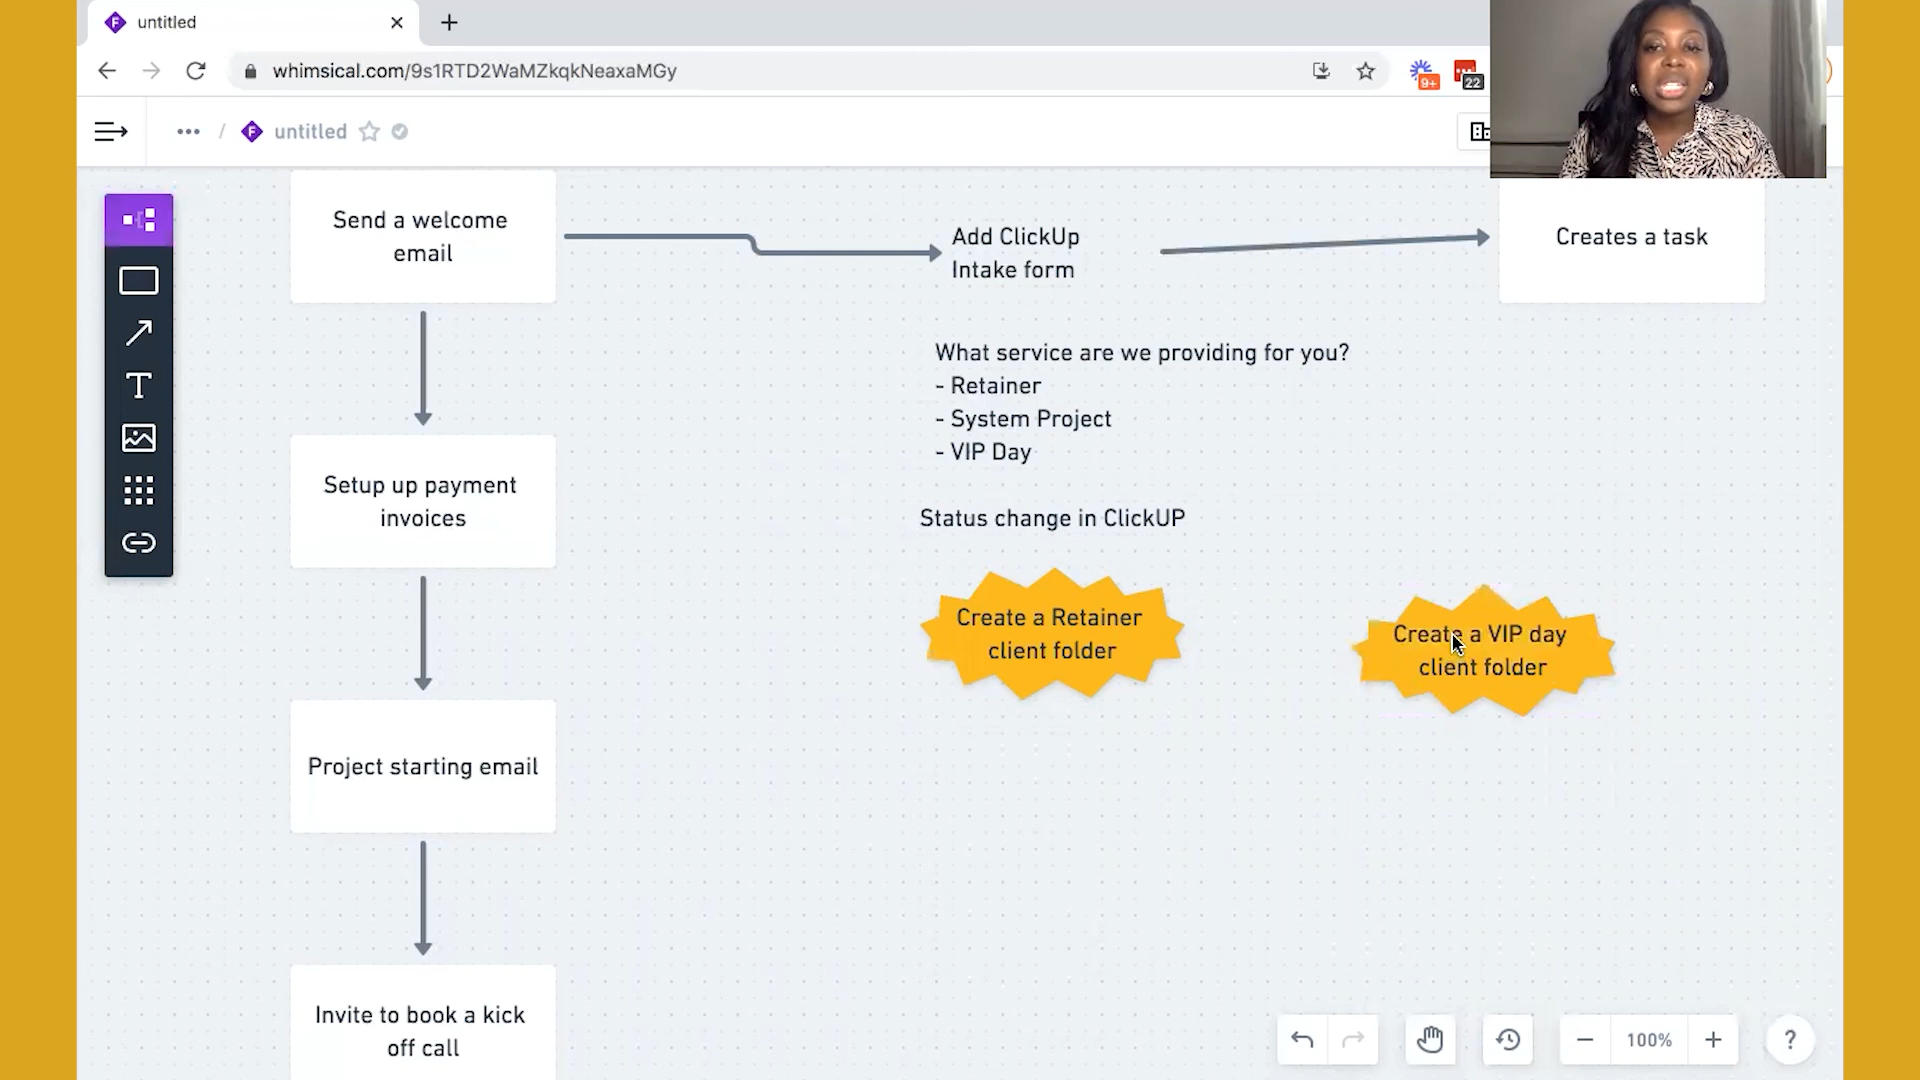 untitled
whimsical.com/9s1RTD2WaMZkqkNeaxaMGy
9+
22
untitled
Send a welcome
email
Add ClickUp
Intake form
Creates a task
What service are we providing for you?
- Retainer
- System Project
- VIP Day
Setup up payment
invoices
Status change in ClickUP
Create a Retainer
client folder
Create a VIP day
client folder
Project starting email
Invite to book a kick
off call
100%